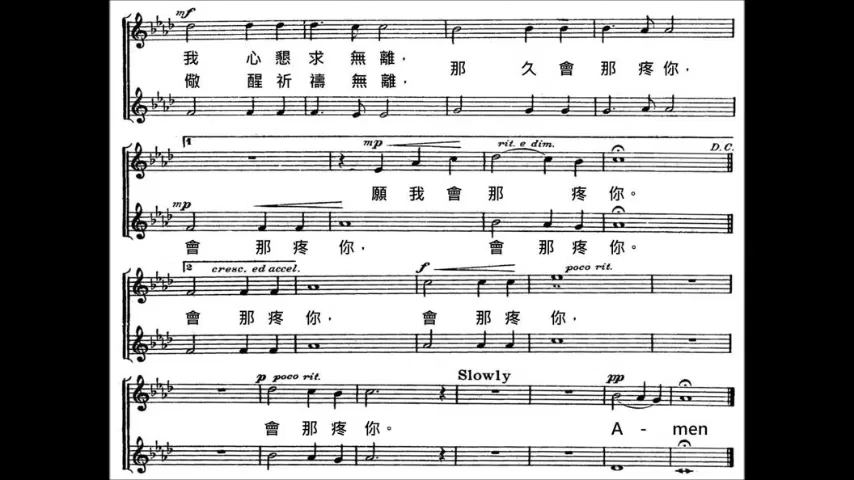 mf
我 心 懇 求 無 離， 那 久 會 那 疼 你，
儆 醒 祈 禱 無 離，
1 mp rit. e dim. D.C.
願 我 會 那 疼 你。
mp
會 那 疼 你， 會 那 疼 你。
2 cresc. ed accel. f poco rit.
會 那 疼 你， 會 那 疼 你，
p poco rit. Slowly pp
會 那 疼 你。 A - men